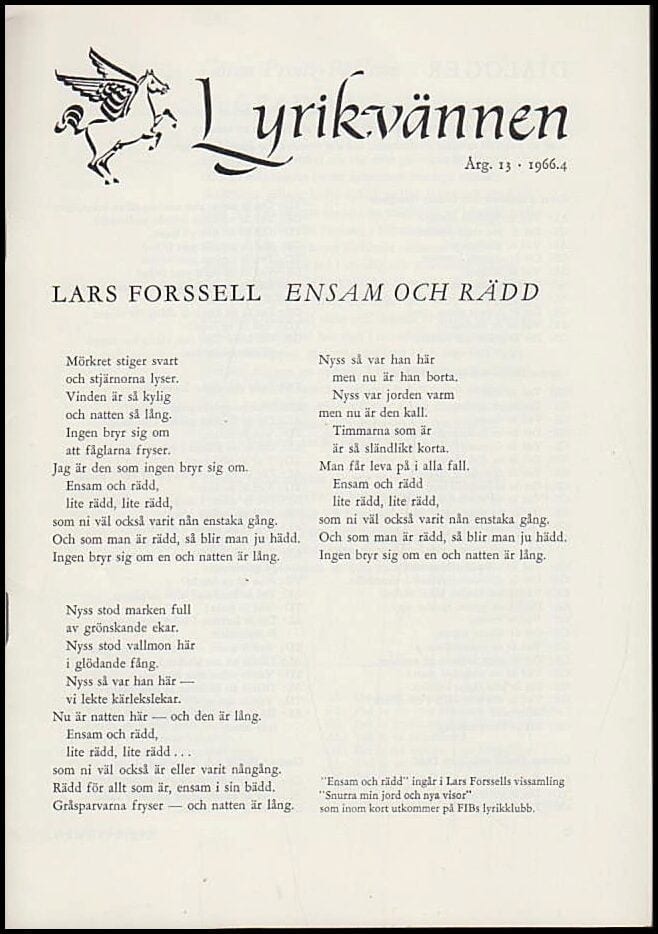 Lyrikvännen
Årg. 13 · 1966.4
LARS FORSSELL ENSAM OCH RÄDD
Mörkret stiger svart
och stjärnorna lyser.
Vinden är så kylig
och natten så lång.
Ingen bryr sig om
att fåglarna fryser.
Jag är den som ingen bryr sig om.
Ensam och rädd,
lite rädd, lite rädd,
som ni väl också varit nån enstaka gång.
Och som man är rädd, så blir man ju hädd.
Ingen bryr sig om en och natten är lång.
Nyss stod marken full
av grönskande ekar.
Nyss stod vallmon här
i glödande fång.
Nyss så var han här —
vi lekte kärlekslekar.
Nu är natten här — och den är lång.
Ensam och rädd,
lite rädd, lite rädd . . .
som ni väl också är eller varit nångång.
Rädd för allt som är, ensam i sin bädd.
Gråsparvarna fryser — och natten är lång.
Nyss så var han här
men nu är han borta.
Nyss var jorden varm
men nu är den kall.
Timmarna som är
är så sländlikt korta.
Man får leva på i alla fall.
Ensam och rädd
lite rädd, lite rädd,
som ni väl också varit nån enstaka gång.
Och som man är rädd, så blir man ju hädd.
Ingen bryr sig om en och natten är lång.
"Ensam och rädd" ingår i Lars Forssells vissamling
"Snurra min jord och nya visor"
som inom kort utkommer på FIBs lyrikklubb.